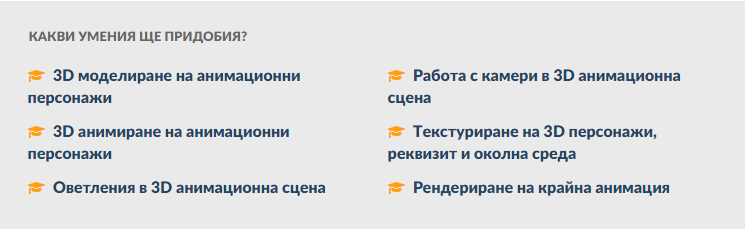 КАКВИ УМЕНИЯ ЩЕ ПРИДОБИЯ?
3D моделиране на анимационни
персонажи
3D анимиране на анимационни
персонажи
Оветления в 3D анимационна сцена
Работа с камери в 3D анимационна
сцена
Текстуриране на 3D персонажи,
реквизит и околна среда
Рендериране на крайна анимация